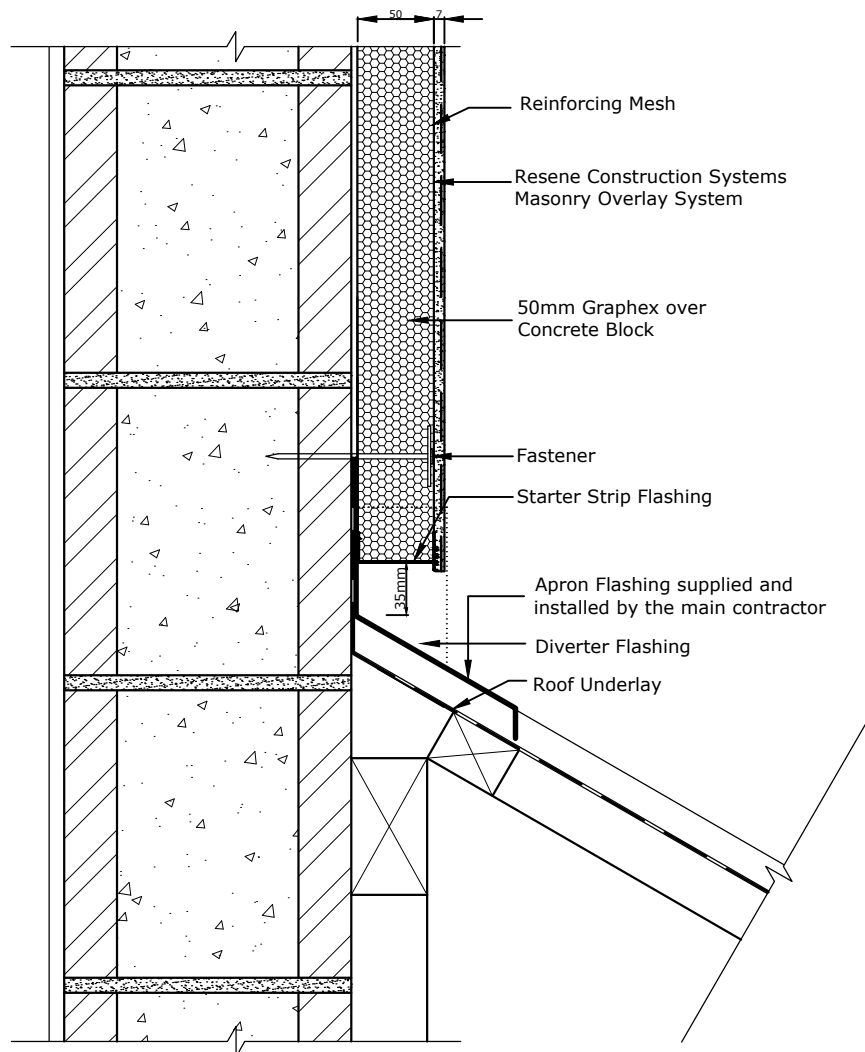 50
7
Reinforcing Mesh
Resene Construction Systems
Masonry Overlay System
50mm Graphex over
Concrete Block
Fastener
Starter Strip Flashing
35mm
Apron Flashing supplied and
installed by the main contractor
Diverter Flashing
Roof Underlay